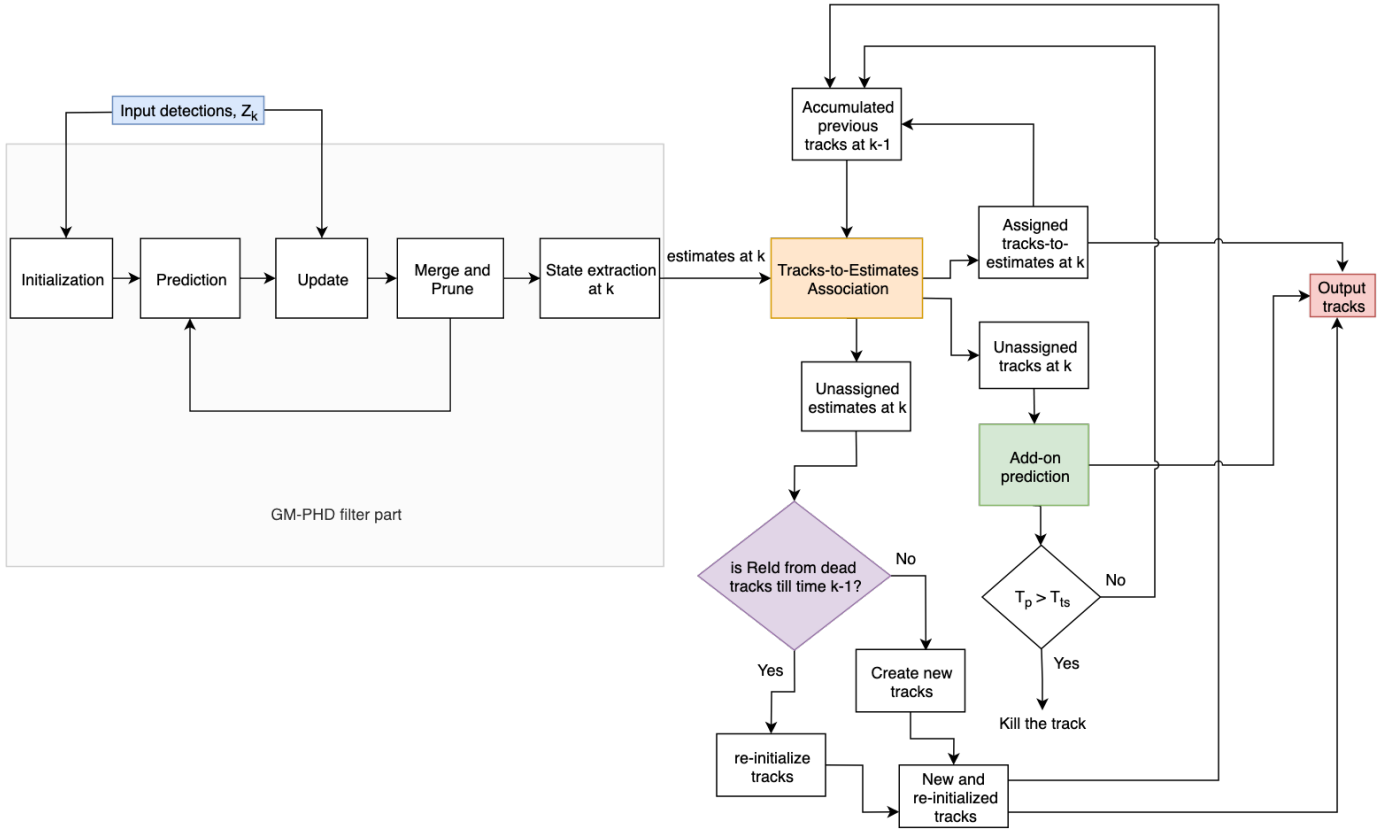 Input detections, Zk
Initialization
Prediction
Update
Merge and
Prune
State extraction
at k
GM-PHD filter part
estimates at k
Accumulated
previous
tracks at k-1
Tracks-to-Estimates
Association
Assigned
tracks-to-
estimates at k
Output
tracks
Unassigned
tracks at k
Unassigned
estimates at k
Add-on
prediction
is ReId from dead
tracks till time k-1?
No
Yes
Tp > Tts
No
Yes
Kill the track
Create new
tracks
re-initialize
tracks
New and
re-initialized
tracks